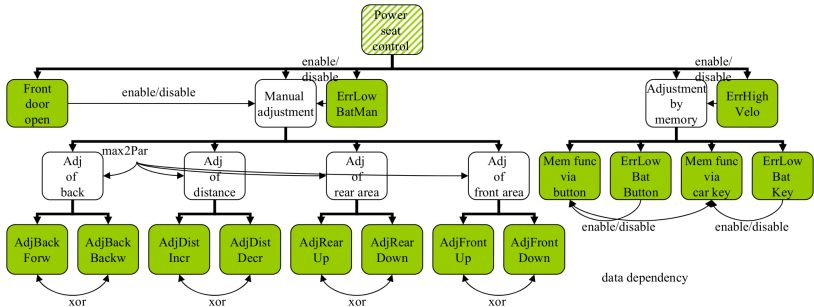 Power
seat
control
enable/
disable
enable/
disable
Front
door
open
enable/disable
Manual
adjustment
ErrLow
BatMan
Adjustment
by
memory
ErrHigh
Velo
max2Par
Adj
of
back
Adj
of
distance
Adj
of
rear area
Adj
of
front area
Mem func
via
button
ErrLow
Bat
Button
Mem func
via
car key
ErrLow
Bat
Key
enable/disable
enable/disable
AdjBack
Forw
AdjBack
Backw
AdjDist
Incr
AdjDist
Decr
AdjRear
Up
AdjRear
Down
AdjFront
Up
AdjFront
Down
data dependency
xor
xor
xor
xor